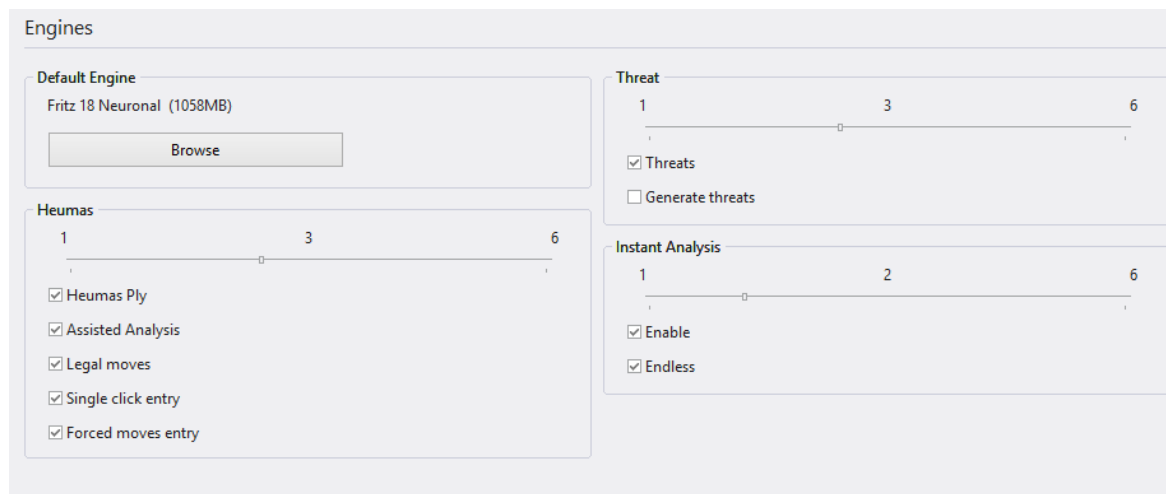 Engines
Default Engine
Fritz 18 Neuronal (1058MB)
Browse
Heumas
1 3 6
Heumas Ply
Assisted Analysis
Legal moves
Single click entry
Forced moves entry
Threat
1 3 6
Threats
Generate threats
Instant Analysis
1 2 6
Enable
Endless